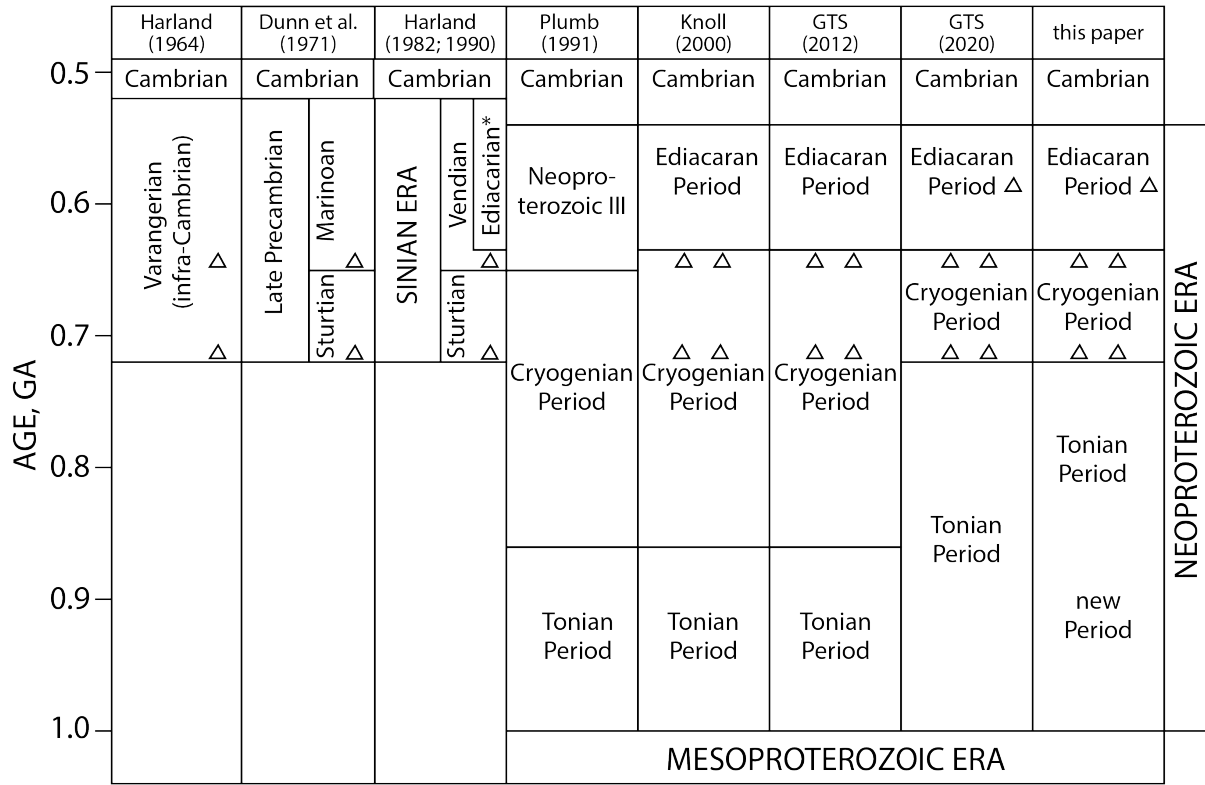 Harland
(1964)
Dunn et al.
(1971)
Harland
(1982; 1990)
Plumb
(1991)
Knoll
(2000)
GTS
(2012)
GTS
(2020)
this paper
AGE, GA
0.5
0.6
0.7
0.8
0.9
1.0
Cambrian
Cambrian
Cambrian
Cambrian
Cambrian
Cambrian
Cambrian
Cambrian
Varangerian
(infra-Cambrian)
Late Precambrian
Marinoan
Sturtian
SINIAN ERA
Vendian
Ediacarian*
Sturtian
Neopro-
terozoic III
Cryogenian
Period
Tonian
Period
Ediacaran
Period
Cryogenian
Period
Tonian
Period
Ediacaran
Period
Cryogenian
Period
Tonian
Period
Ediacaran
Period
Cryogenian
Period
Tonian
Period
Ediacaran
Period
Cryogenian
Period
Tonian
Period
new
Period
NEOPROTEROZOIC ERA
MESOPROTEROZOIC ERA